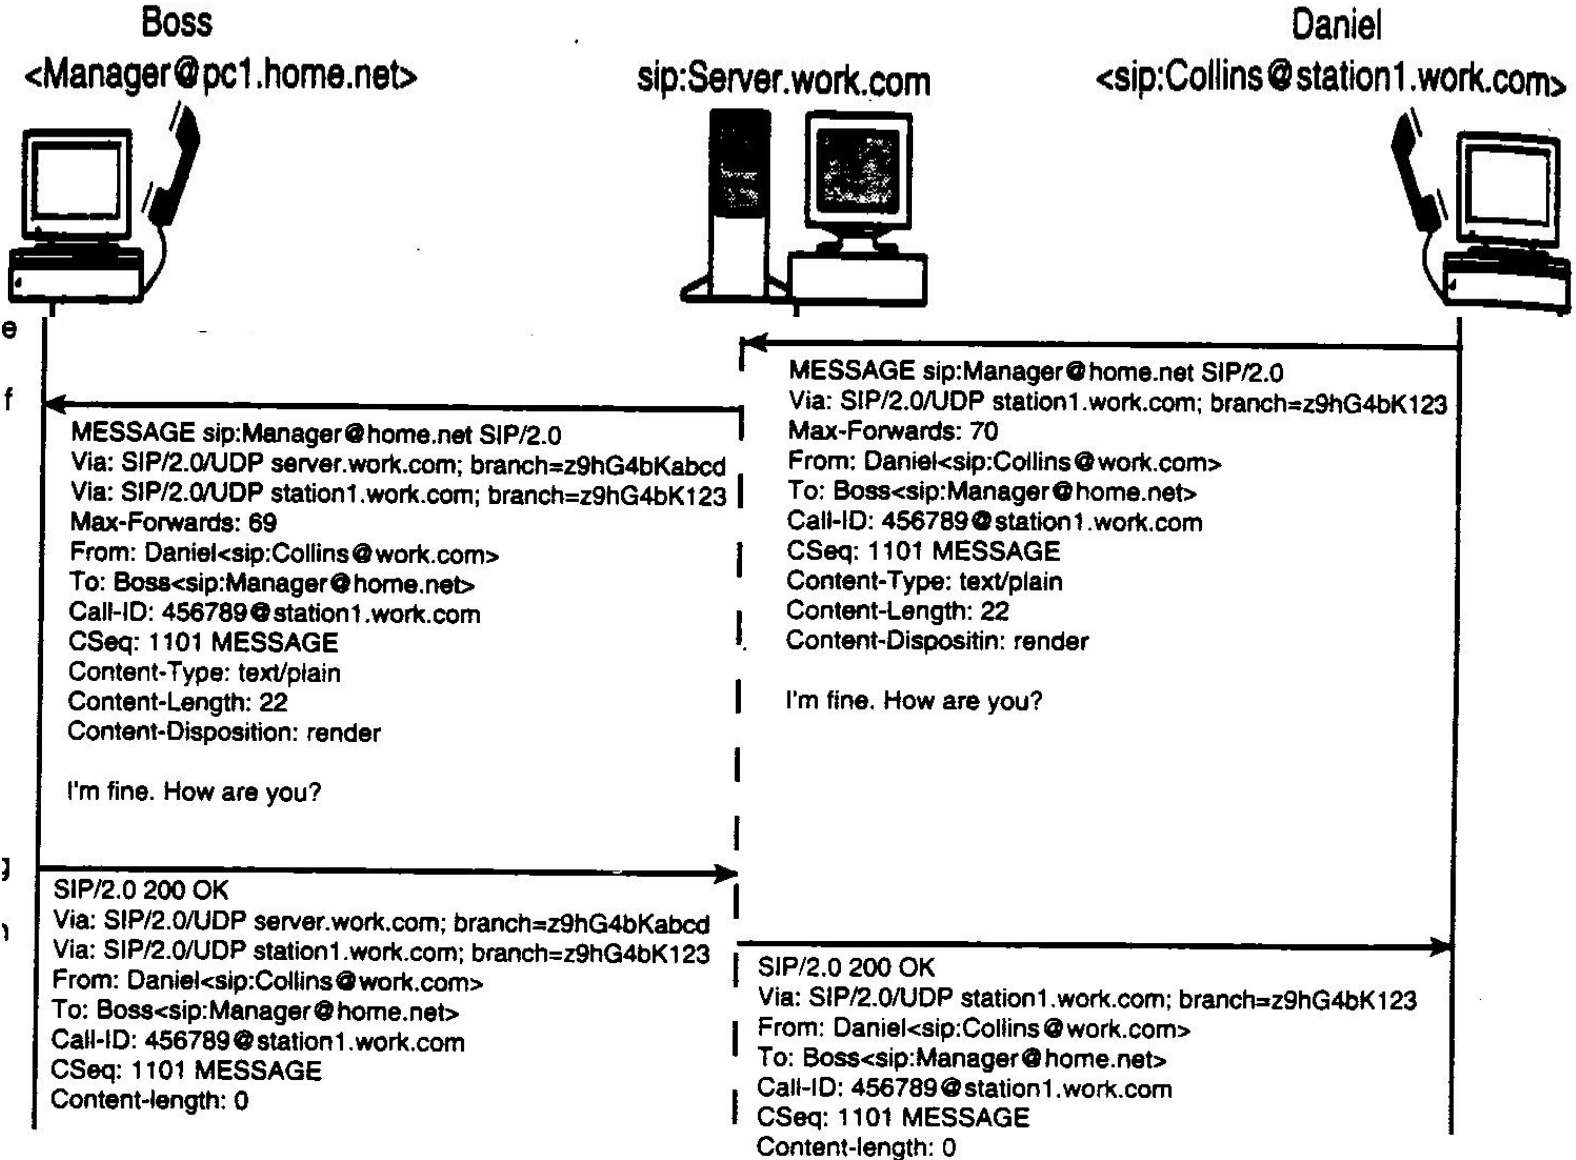 Boss
<Manager@pc1.home.net>
sip:Server.work.com
Daniel
<sip:Collins@station1.work.com>
e
f
MESSAGE sip:Manager@home.net SIP/2.0
Via: SIP/2.0/UDP station1.work.com; branch=z9hG4bK123
Max-Forwards: 70
From: Daniel<sip:Collins@work.com>
To: Boss<sip:Manager@home.net>
Call-ID: 456789@station1.work.com
CSeq: 1101 MESSAGE
Content-Type: text/plain
Content-Length: 22
Content-Dispositin: render
I'm fine. How are you?
MESSAGE sip:Manager@home.net SIP/2.0
Via: SIP/2.0/UDP server.work.com; branch=z9hG4bKabcd
Via: SIP/2.0/UDP station1.work.com; branch=z9hG4bK123
Max-Forwards: 69
From: Daniel<sip:Collins@work.com>
To: Boss<sip:Manager@home.net>
Call-ID: 456789@station1.work.com
CSeq: 1101 MESSAGE
Content-Type: text/plain
Content-Length: 22
Content-Disposition: render
I'm fine. How are you?
SIP/2.0 200 OK
Via: SIP/2.0/UDP server.work.com; branch=z9hG4bKabcd
Via: SIP/2.0/UDP station1.work.com; branch=z9hG4bK123
From: Daniel<sip:Collins@work.com>
To: Boss<sip:Manager@home.net>
Call-ID: 456789@station1.work.com
CSeq: 1101 MESSAGE
Content-length: 0
SIP/2.0 200 OK
Via: SIP/2.0/UDP station1.work.com; branch=z9hG4bK123
From: Daniel<sip:Collins@work.com>
To: Boss<sip:Manager@home.net>
Call-ID: 456789@station1.work.com
CSeq: 1101 MESSAGE
Content-length: 0